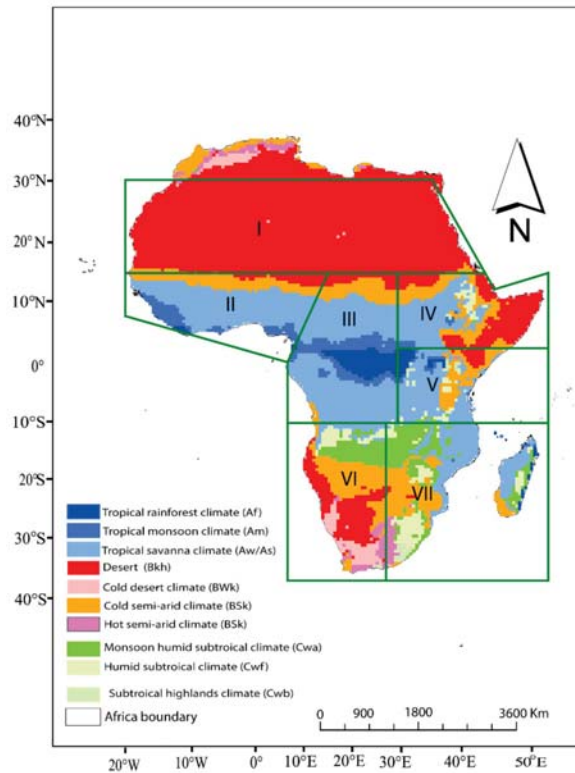 40°N
30°N
20°N
10°N
0°
10°S
20°S
30°S
40°S
N
I
II
III
IV
V
VI
VII
Tropical rainforest climate (Af)
Tropical monsoon climate (Am)
Tropical savanna climate (Aw/As)
Desert (Bkh)
Cold desert climate (BWk)
Cold semi-arid climate (BSk)
Hot semi-arid climate (BSk)
Monsoon humid subtroical climate (Cwa)
Humid subtroical climate (Cwf)
Subtroical highlands climate (Cwb)
Africa boundary
0 900 1800 3600 Km
20°W 10°W 0° 10°E 20°E 30°E 40°E 50°E